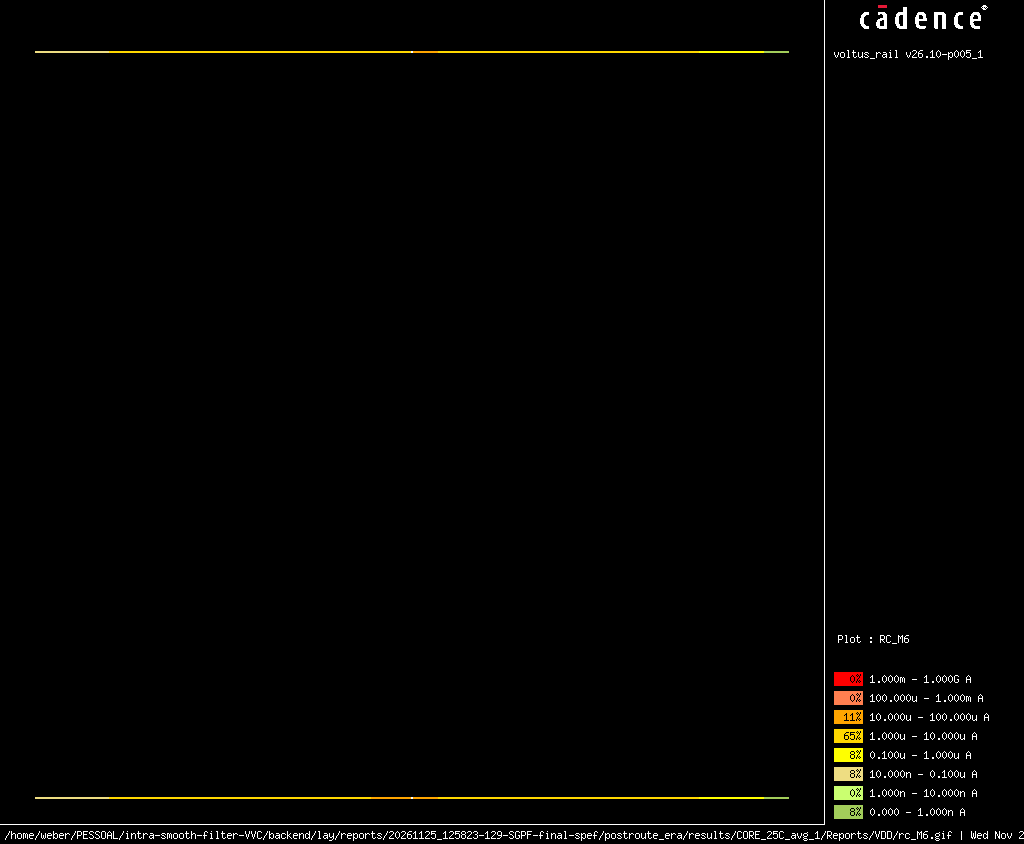 cādence®
voltus_rail v26.10-p005_1
Plot : RC_M6
0% 1.000m - 1.000G A
0% 100.000u - 1.000m A
11% 10.000u - 100.000u A
65% 1.000u - 10.000u A
8% 0.100u - 1.000u A
8% 10.000n - 0.100u A
0% 1.000n - 10.000n A
8% 0.000 - 1.000n A
/home/weber/PESSOAL/intra-smooth-filter-VVC/backend/lay/reports/20261125_125823-129-SGPF-final-spef/postroute_era/results/CORE_25C_avg_1/Reports/VDD/rc_M6.gif | Wed Nov 2